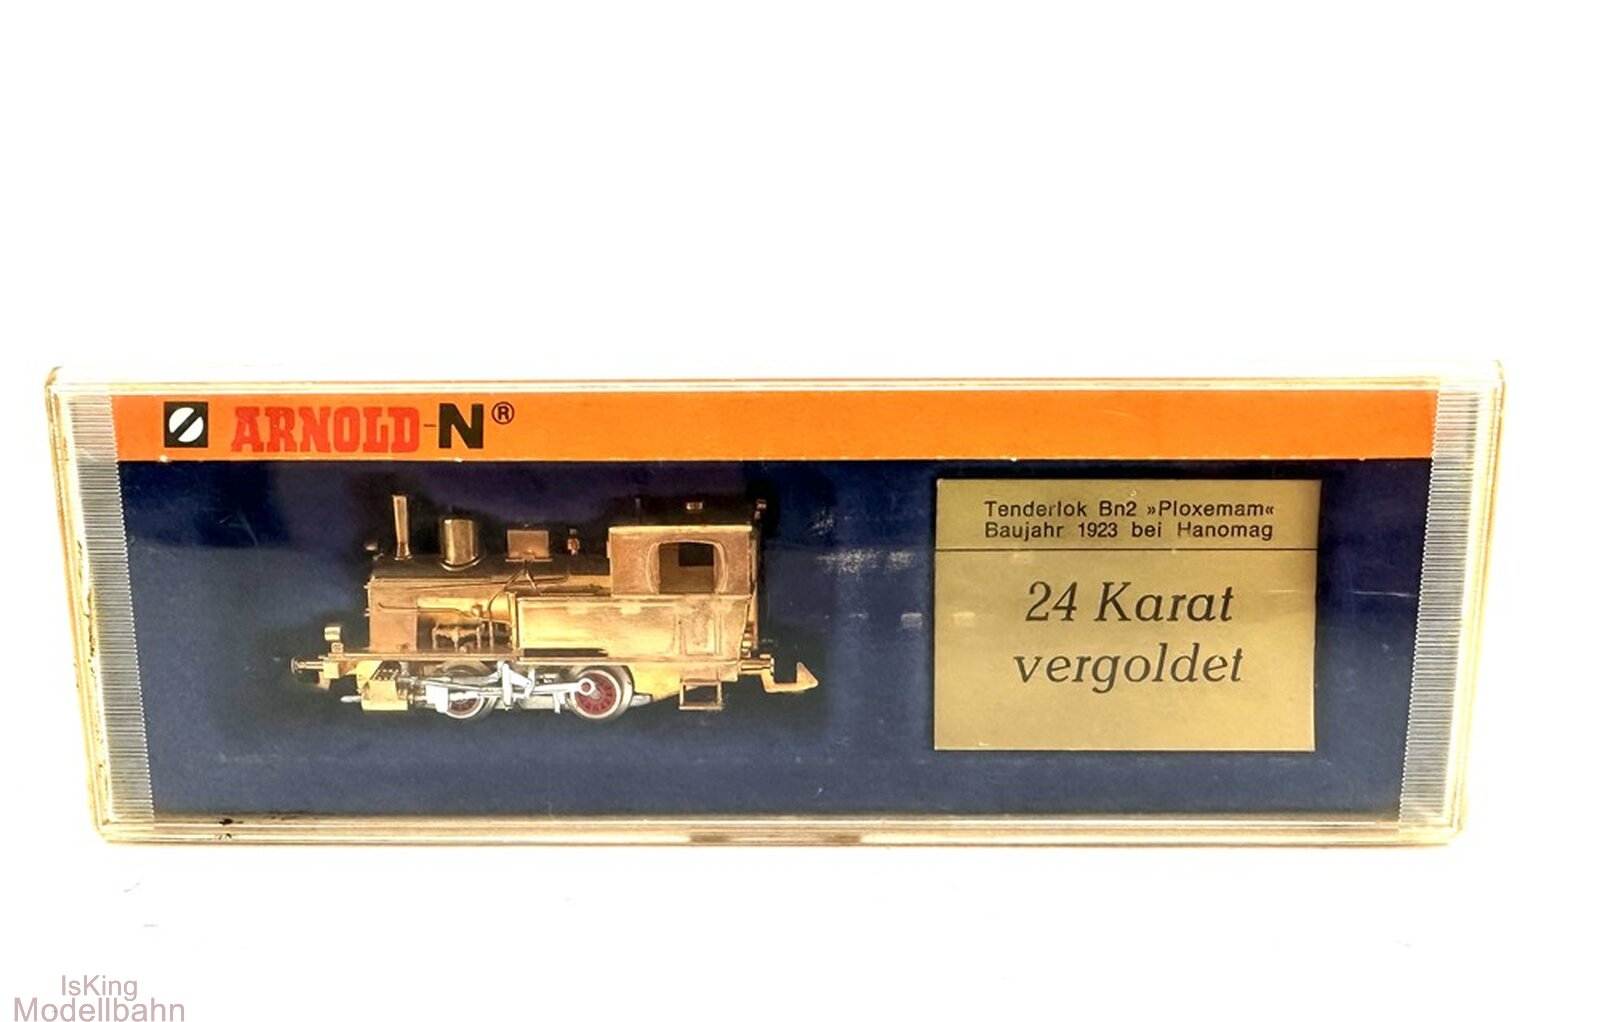 ARNOLD-N®
Tenderlok Bn2 »Ploxemam«
Baujahr 1923 bei Hanomag
24 Karat
vergoldet
IsKing
Modellbahn